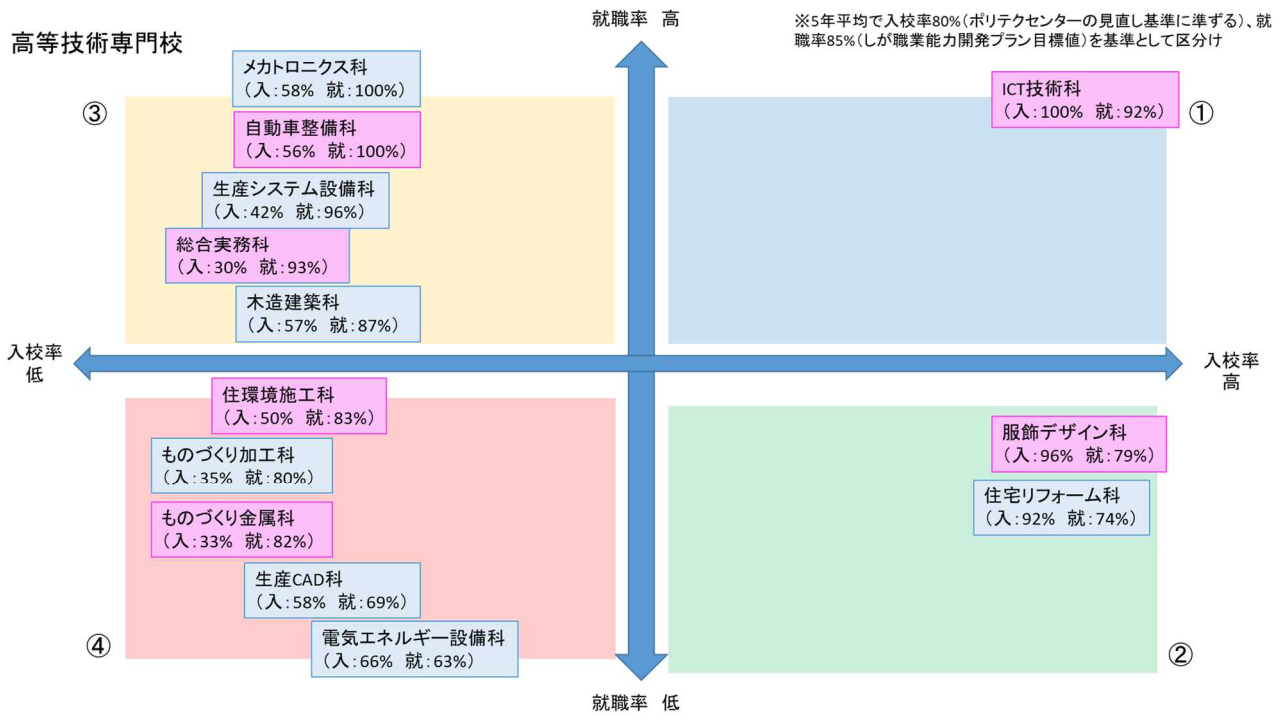 高等技術専門校
就職率 高
※5年平均で入校率80%(ポリテクセンターの見直し基準に準ずる)、就
職率85%(しが職業能力開発プラン目標値)を基準として区分け
③
メカトロニクス科
(入:58% 就:100%)
自動車整備科
(入:56% 就:100%)
生産システム設備科
(入:42% 就:96%)
総合実務科
(入:30% 就:93%)
木造建築科
(入:57% 就:87%)
ICT技術科
(入:100% 就:92%)
①
入校率
低
入校率
高
住環境施工科
(入:50% 就:83%)
ものづくり加工科
(入:35% 就:80%)
ものづくり金属科
(入:33% 就:82%)
生産CAD科
(入:58% 就:69%)
電気エネルギー設備科
(入:66% 就:63%)
④
服飾デザイン科
(入:96% 就:79%)
住宅リフォーム科
(入:92% 就:74%)
②
就職率 低